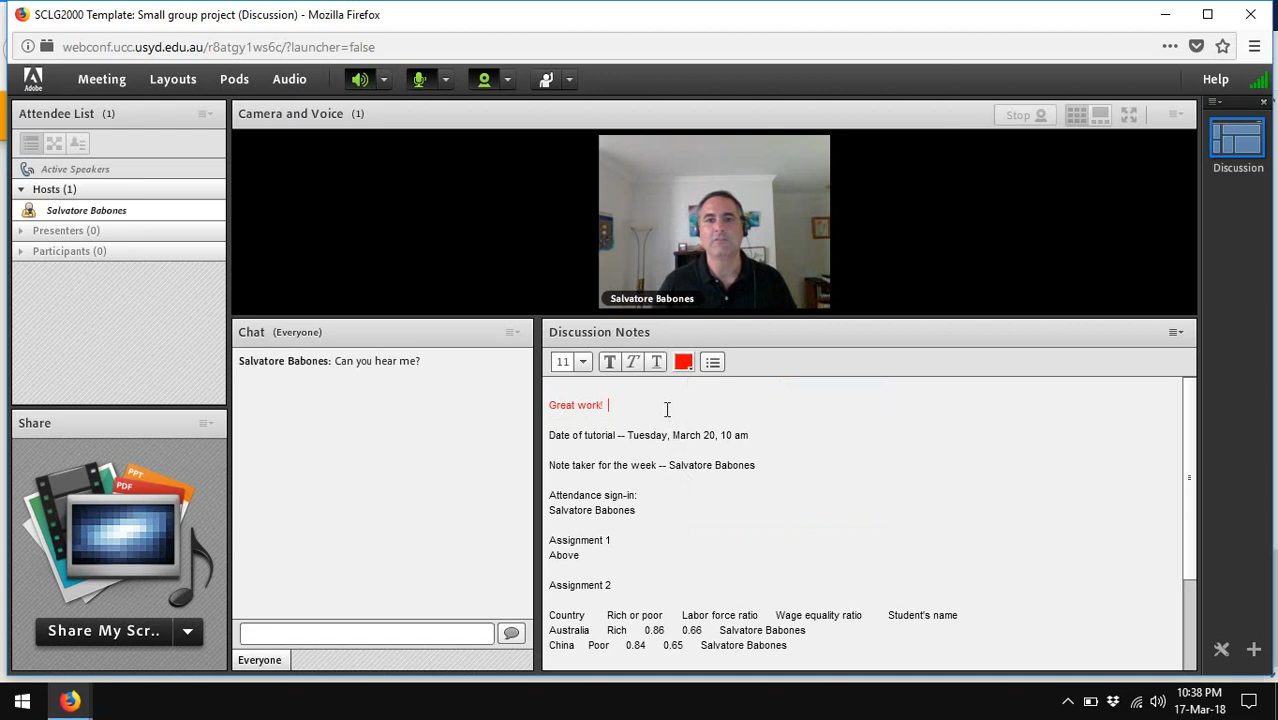 SCLG2000 Template: Small group project (Discussion) - Mozilla Firefox
webconf.ucc.usyd.edu.au/r8atgy1ws6c/?launcher=false
Adobe
Meeting Layouts Pods Audio Help
Attendee List (1)
Active Speakers
Hosts (1)
Salvatore Babones
Presenters (0)
Participants (0)
Camera and Voice (1)
Stop
Salvatore Babones
Discussion
Share
PPT
PDF
Share My Scr..
Chat (Everyone)
Salvatore Babones: Can you hear me?
Everyone
Discussion Notes
11 T T T
Great work!
Date of tutorial -- Tuesday, March 20, 10 am
Note taker for the week -- Salvatore Babones
Attendance sign-in:
Salvatore Babones
Assignment 1
Above
Assignment 2
Country Rich or poor Labor force ratio Wage equality ratio Student's name
Australia Rich 0.86 0.66 Salvatore Babones
China Poor 0.84 0.65 Salvatore Babones
10:38 PM
17-Mar-18